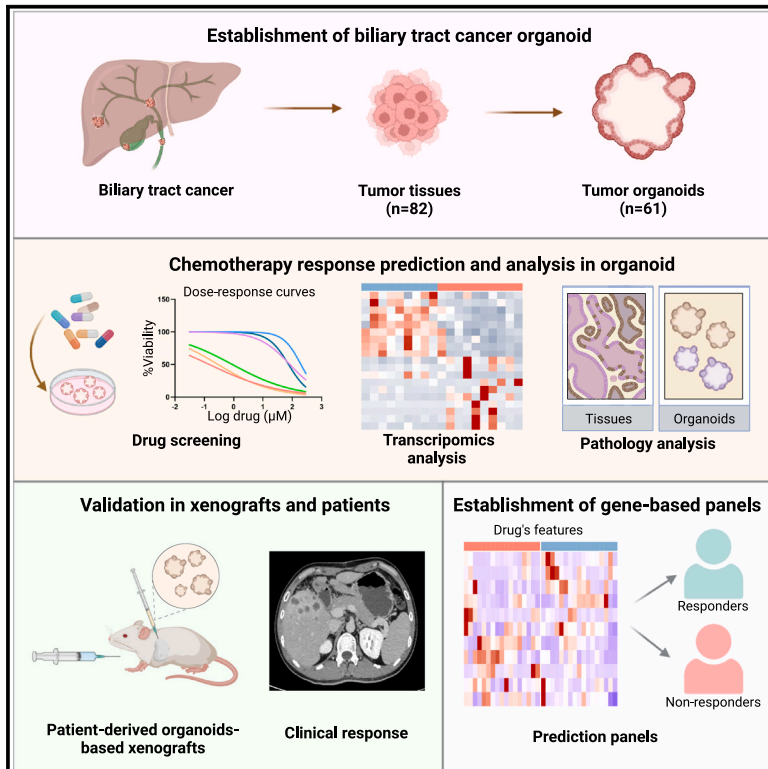 Establishment of biliary tract cancer organoid
Biliary tract cancer
Tumor tissues
(n=82)
Tumor organoids
(n=61)
Chemotherapy response prediction and analysis in organoid
Dose-response curves
%Viability
150
100
50
0
-2
-1
0
1
2
3
Log drug (µM)
Drug screening
Transcripomics
analysis
Tissues
Organoids
Pathology analysis
Validation in xenografts and patients
Patient-derived organoids-
based xenografts
Clinical response
Establishment of gene-based panels
Drug's features
Responders
Non-responders
Prediction panels